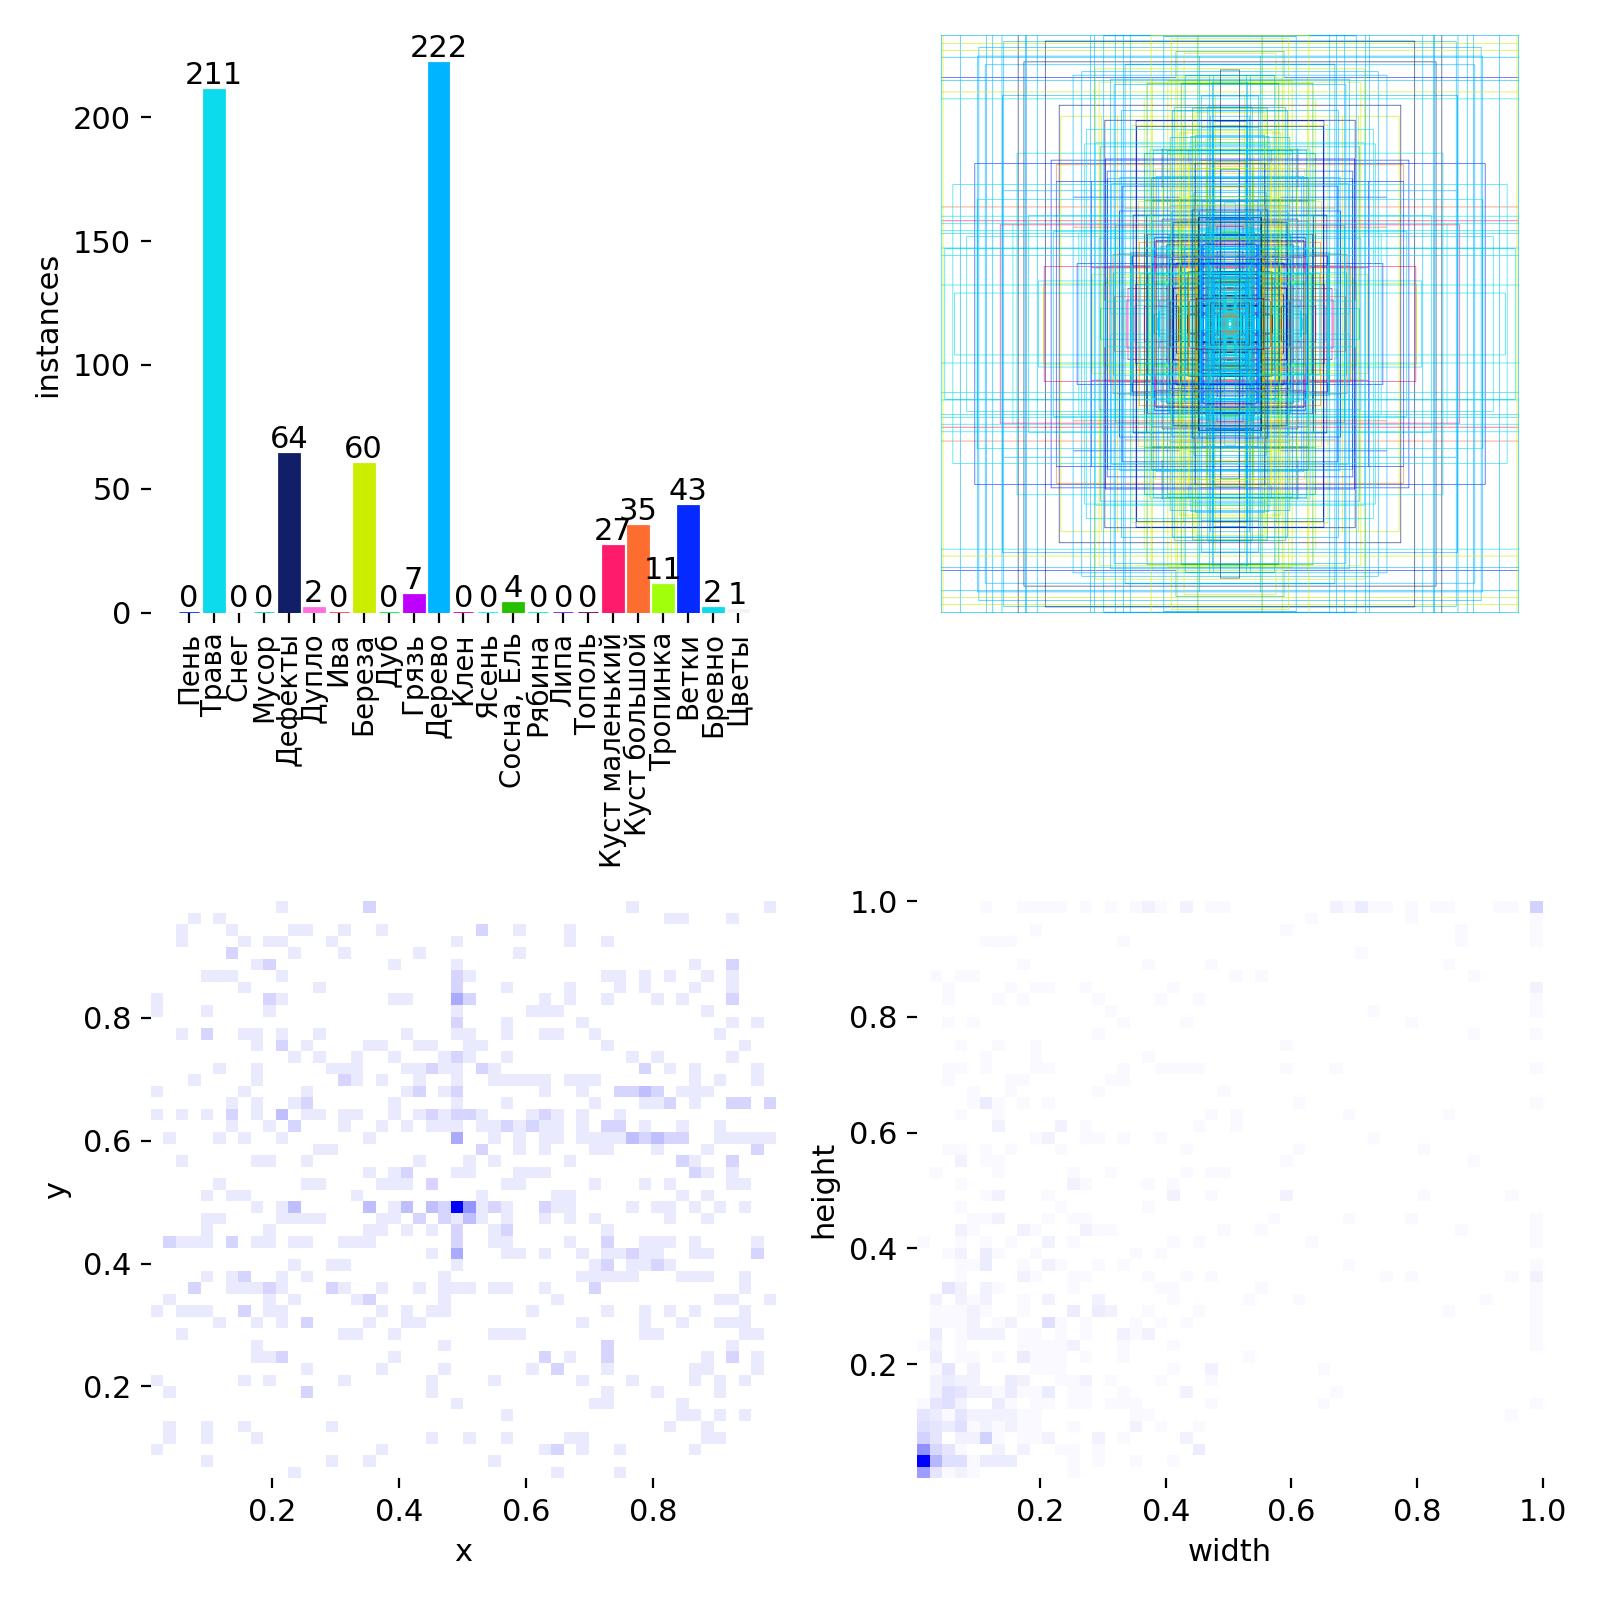 222
211
200
150
100
50
0
instances
0 211 0 0 64 2 0 60 0 7 222 0 0 4 0 0 0 27 35 11 43 2 1
Пень
Трава
Снег
Мусор
Дефекты
Дупло
Ива
Береза
Дуб
Грязь
Дерево
Клен
Ясень
Сосна, Ель
Рябина
Липа
Тополь
Куст маленький
Куст большой
Тропинка
Ветки
Бревно
Цветы
0.8
0.6
0.4
0.2
y
0.2 0.4 0.6 0.8
x
1.0
0.8
0.6
0.4
0.2
height
0.2 0.4 0.6 0.8 1.0
width